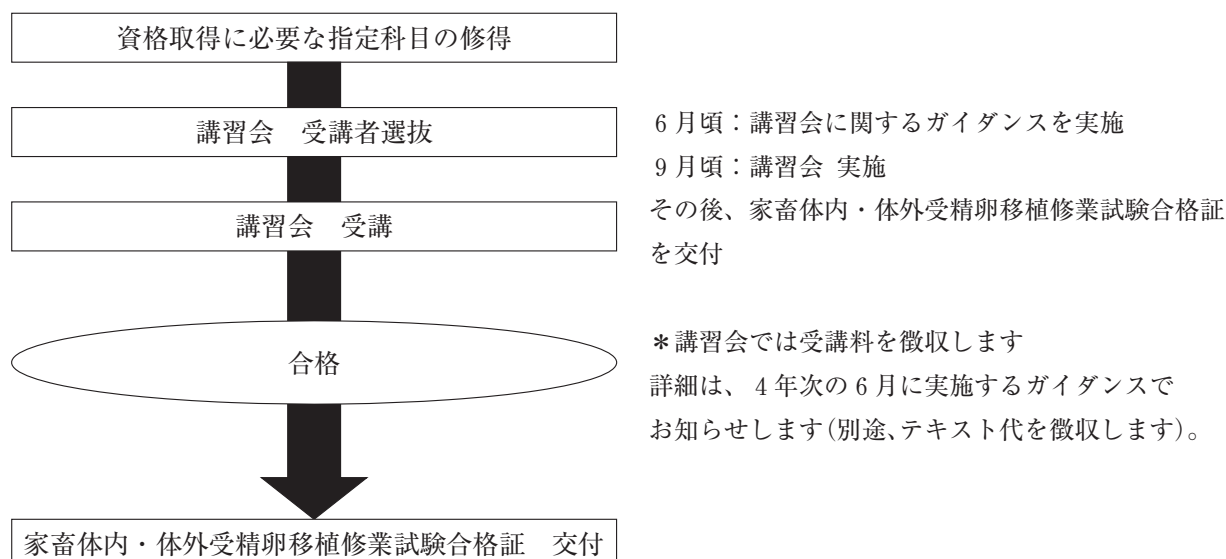 資格取得に必要な指定科目の修得
講習会　受講者選抜
講習会　受講
合格
家畜体内・体外受精卵移植修業試験合格証　交付
6月頃：講習会に関するガイダンスを実施
9月頃：講習会 実施
その後、家畜体内・体外受精卵移植修業試験合格証
を交付
＊講習会では受講料を徴収します
詳細は、4年次の6月に実施するガイダンスで
お知らせします(別途、テキスト代を徴収します)。